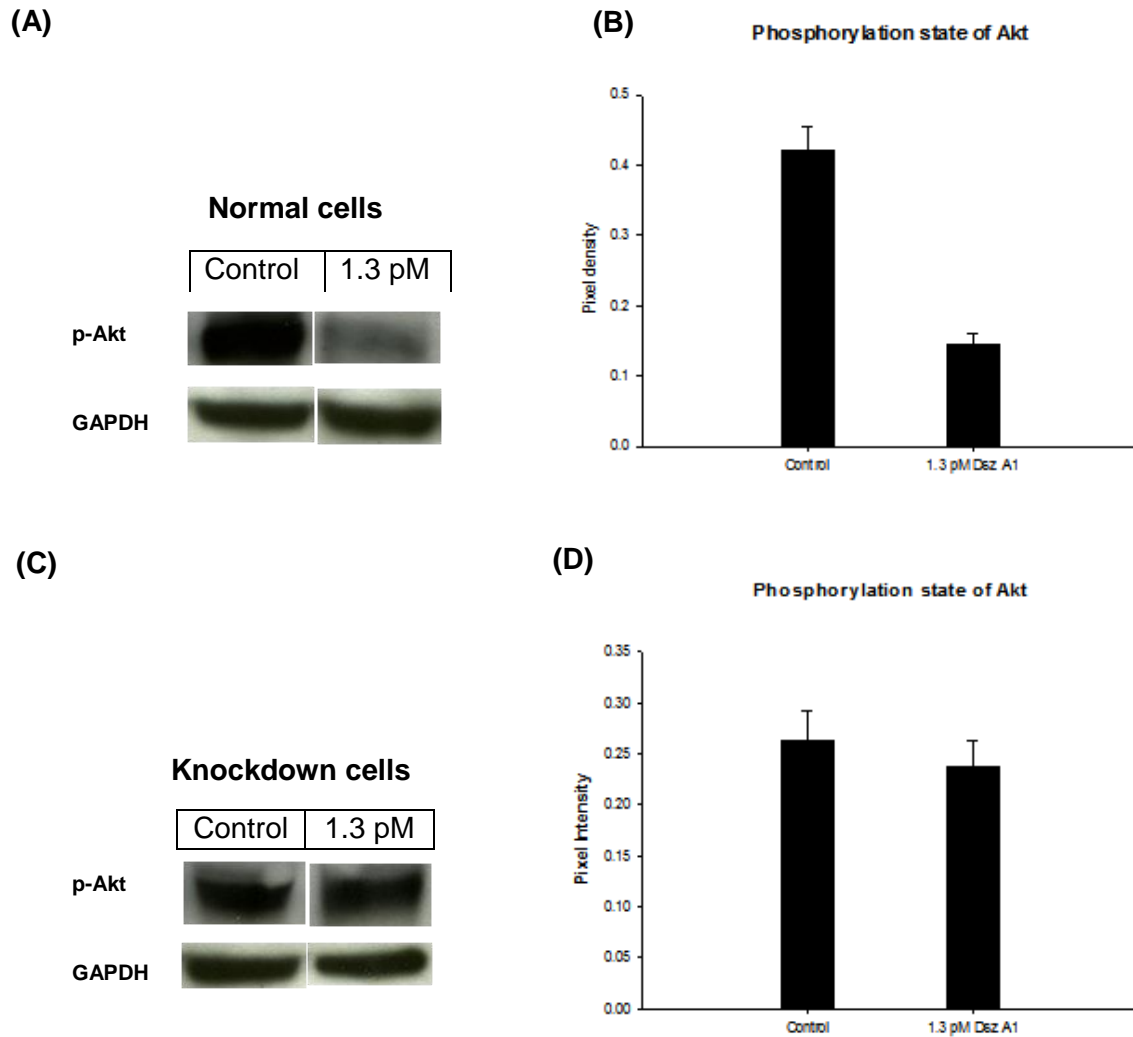 (A)
Normal cells
Control 1.3 pM
p-Akt
GAPDH
(B)
Phosphorylation state of Akt
0.5
0.4
0.3
0.2
0.1
0.0
Pixel density
Control 1.3 pM Dsz A1
(C)
Knockdown cells
Control 1.3 pM
p-Akt
GAPDH
(D)
Phosphorylation state of Akt
0.35
0.30
0.25
0.20
0.15
0.10
0.05
0.00
Pixel Intensity
Control 1.3 pM Dsz A1